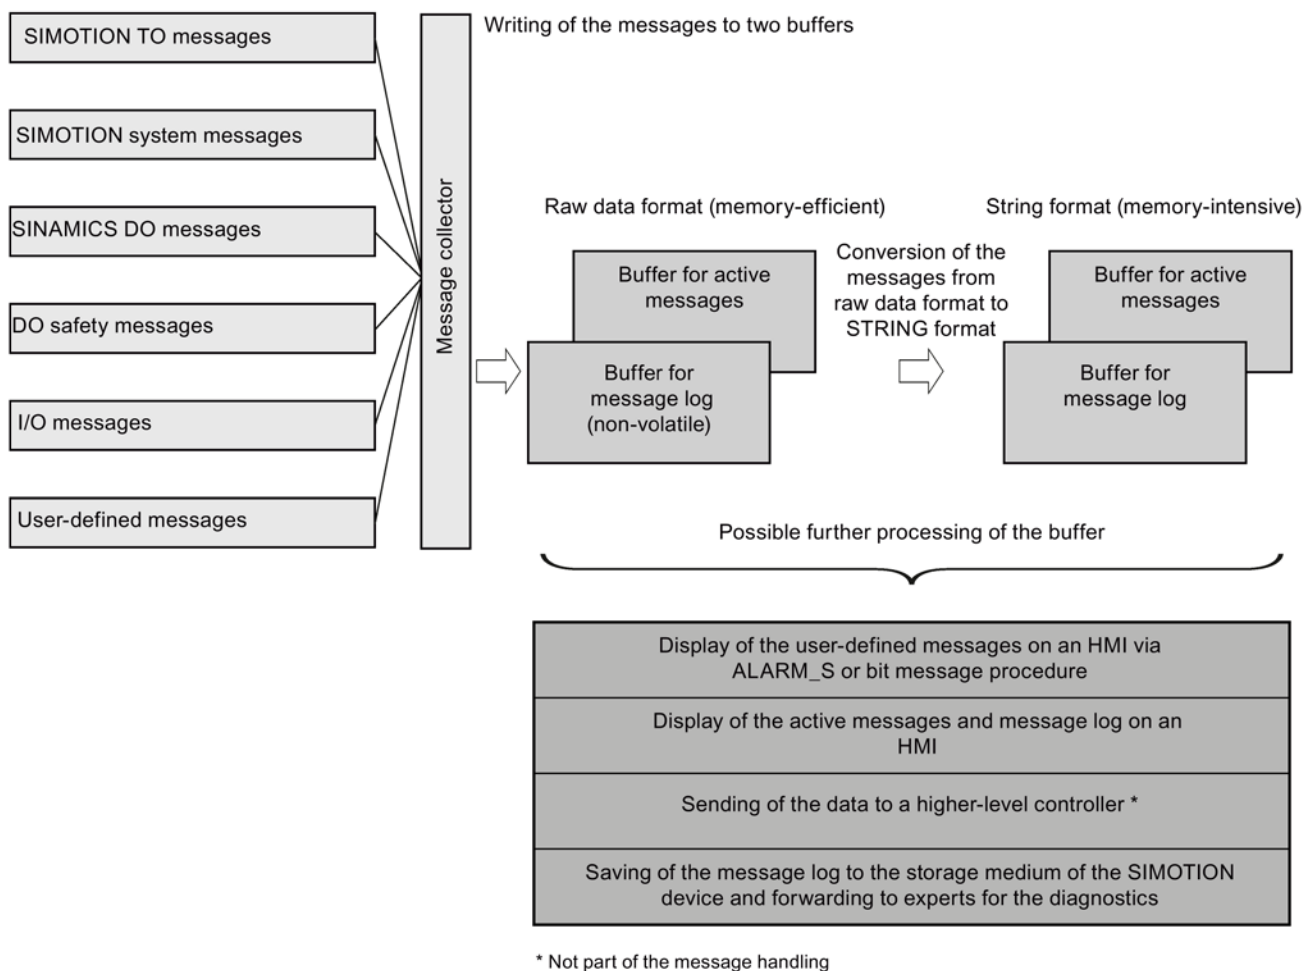 SIMOTION TO messages
SIMOTION system messages
SINAMICS DO messages
DO safety messages
I/O messages
User-defined messages
Message collector
Writing of the messages to two buffers
Raw data format (memory-efficient)
Buffer for active
messages
Buffer for
message log
(non-volatile)
Conversion of the
messages from
raw data format to
STRING format
String format (memory-intensive)
Buffer for active
messages
Buffer for
message log
Possible further processing of the buffer
Display of the user-defined messages on an HMI via
ALARM_S or bit message procedure
Display of the active messages and message log on an
HMI
Sending of the data to a higher-level controller *
Saving of the message log to the storage medium of the SIMOTION
device and forwarding to experts for the diagnostics
* Not part of the message handling